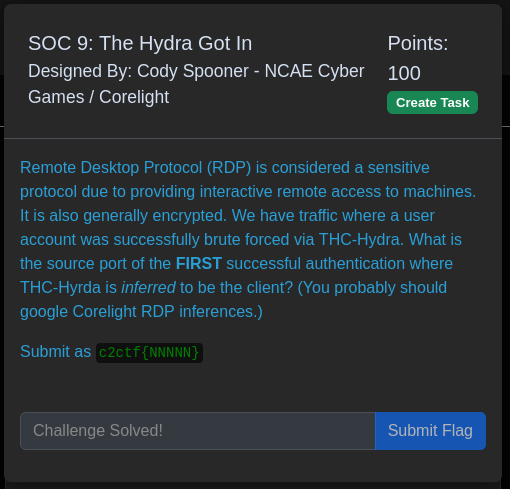 SOC 9: The Hydra Got In
Designed By: Cody Spooner - NCAE Cyber
Games / Corelight
Points:
100
Create Task
Remote Desktop Protocol (RDP) is considered a sensitive
protocol due to providing interactive remote access to machines.
It is also generally encrypted. We have traffic where a user
account was successfully brute forced via THC-Hydra. What is
the source port of the FIRST successful authentication where
THC-Hyrda is inferred to be the client? (You probably should
google Corelight RDP inferences.)
Submit as c2ctf{NNNNN}
Challenge Solved!
Submit Flag